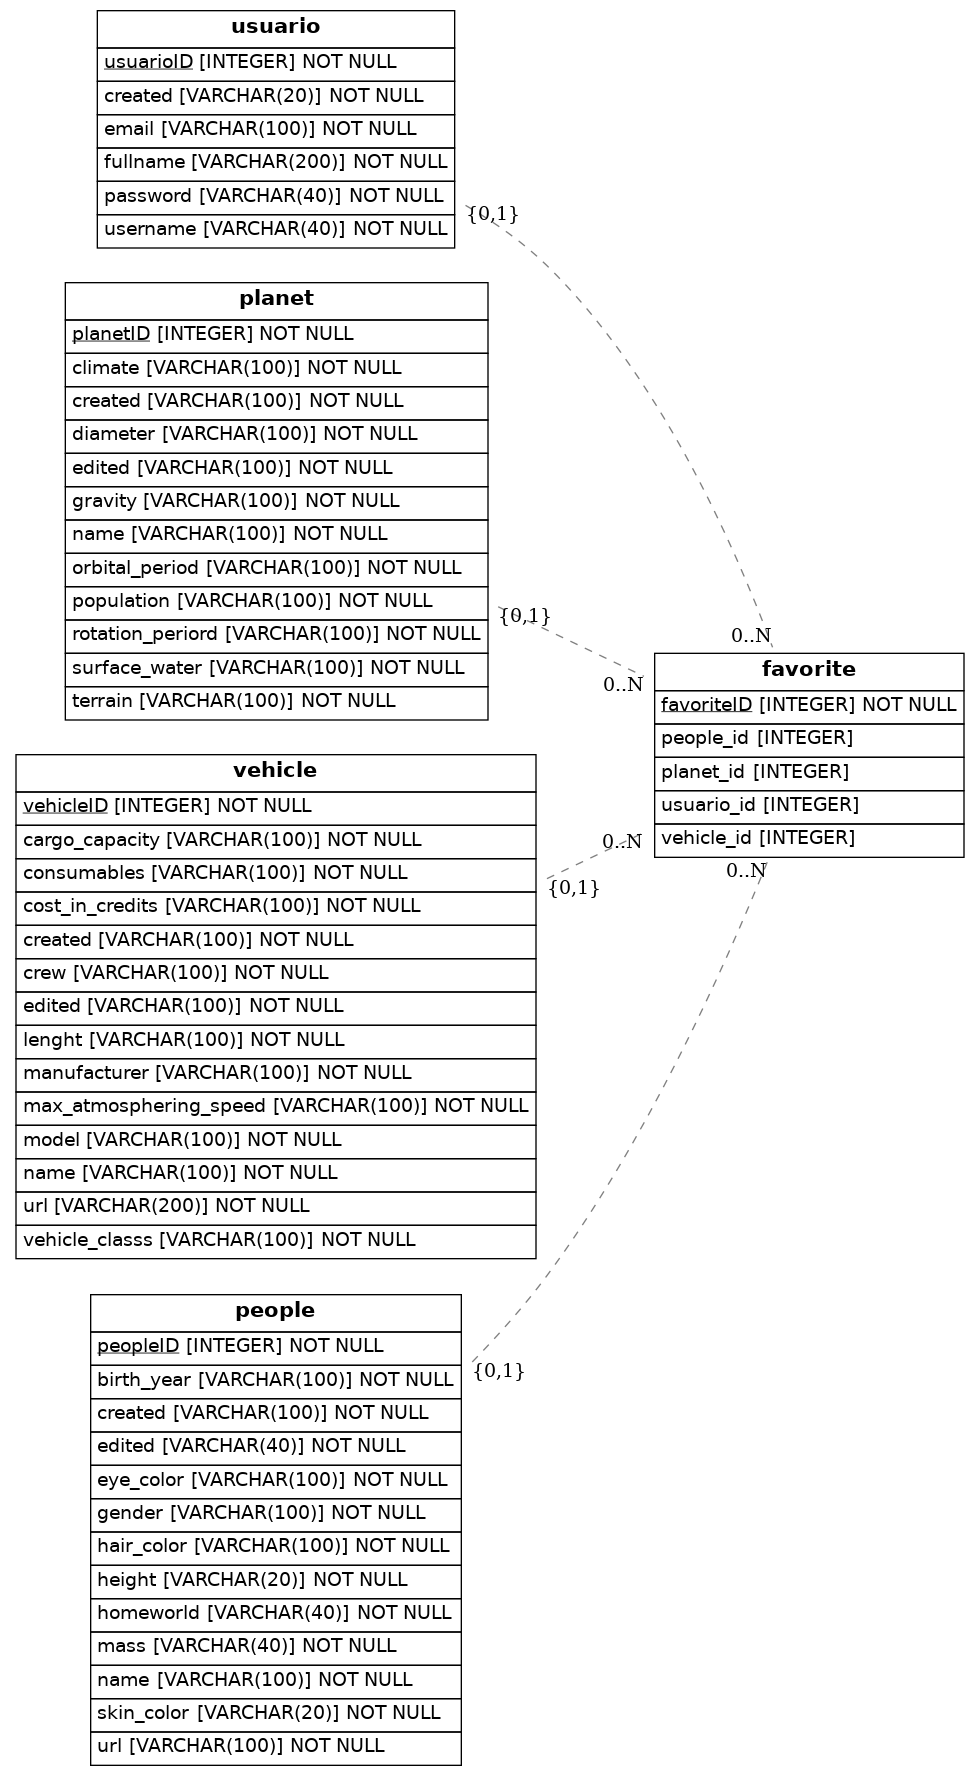 usuario
usuarioID [INTEGER] NOT NULL
created [VARCHAR(20)] NOT NULL
email [VARCHAR(100)] NOT NULL
fullname [VARCHAR(200)] NOT NULL
password [VARCHAR(40)] NOT NULL
username [VARCHAR(40)] NOT NULL
{0,1}
0..N
planet
planetID [INTEGER] NOT NULL
climate [VARCHAR(100)] NOT NULL
created [VARCHAR(100)] NOT NULL
diameter [VARCHAR(100)] NOT NULL
edited [VARCHAR(100)] NOT NULL
gravity [VARCHAR(100)] NOT NULL
name [VARCHAR(100)] NOT NULL
orbital_period [VARCHAR(100)] NOT NULL
population [VARCHAR(100)] NOT NULL
rotation_periord [VARCHAR(100)] NOT NULL
surface_water [VARCHAR(100)] NOT NULL
terrain [VARCHAR(100)] NOT NULL
{0,1}
0..N
favorite
favoriteID [INTEGER] NOT NULL
people_id [INTEGER]
planet_id [INTEGER]
usuario_id [INTEGER]
vehicle_id [INTEGER]
vehicle
vehicleID [INTEGER] NOT NULL
cargo_capacity [VARCHAR(100)] NOT NULL
consumables [VARCHAR(100)] NOT NULL
cost_in_credits [VARCHAR(100)] NOT NULL
created [VARCHAR(100)] NOT NULL
crew [VARCHAR(100)] NOT NULL
edited [VARCHAR(100)] NOT NULL
lenght [VARCHAR(100)] NOT NULL
manufacturer [VARCHAR(100)] NOT NULL
max_atmosphering_speed [VARCHAR(100)] NOT NULL
model [VARCHAR(100)] NOT NULL
name [VARCHAR(100)] NOT NULL
url [VARCHAR(200)] NOT NULL
vehicle_classs [VARCHAR(100)] NOT NULL
0..N
{0,1}
0..N
people
peopleID [INTEGER] NOT NULL
birth_year [VARCHAR(100)] NOT NULL
created [VARCHAR(100)] NOT NULL
edited [VARCHAR(40)] NOT NULL
eye_color [VARCHAR(100)] NOT NULL
gender [VARCHAR(100)] NOT NULL
hair_color [VARCHAR(100)] NOT NULL
height [VARCHAR(20)] NOT NULL
homeworld [VARCHAR(40)] NOT NULL
mass [VARCHAR(40)] NOT NULL
name [VARCHAR(100)] NOT NULL
skin_color [VARCHAR(20)] NOT NULL
url [VARCHAR(100)] NOT NULL
{0,1}